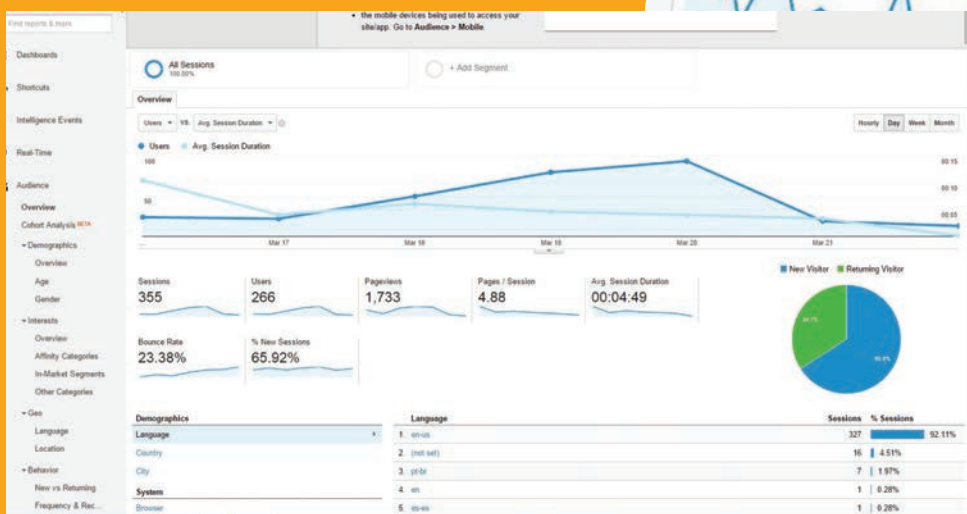 Find reports & more
• the mobile devices being used to access your
site/app. Go to Audience > Mobile.
Dashboards
Shortcuts
Intelligence Events
Real-Time
Audience
Overview
Cohort Analysis BETA
Demographics
Overview
Age
Gender
Interests
Overview
Affinity Categories
In-Market Segments
Other Categories
Geo
Language
Location
Behavior
New vs Returning
Frequency & Rec...
All Sessions
100.00%
+ Add Segment
Overview
Users VS. Avg. Session Duration
Hourly Day Week Month
Users Avg. Session Duration
100 00:15
00:10
50
00:05
... Mar 17 Mar 18 Mar 19 Mar 20 Mar 21
New Visitor Returning Visitor
Sessions Users Pageviews Pages / Session Avg. Session Duration
355 266 1,733 4.88 00:04:49
Bounce Rate % New Sessions
23.38% 65.92%
Demographics
Language
Country
City
System
Browser
Language Sessions % Sessions
1. en-us 327 92.11%
2. (not set) 16 4.51%
3. pt-br 7 1.97%
4. en 1 0.28%
5. es-es 1 0.28%